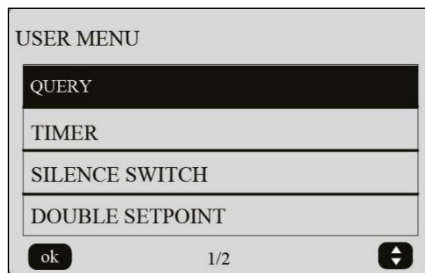 USER MENU
QUERY
TIMER
SILENCE SWITCH
DOUBLE SETPOINT
ok 1/2